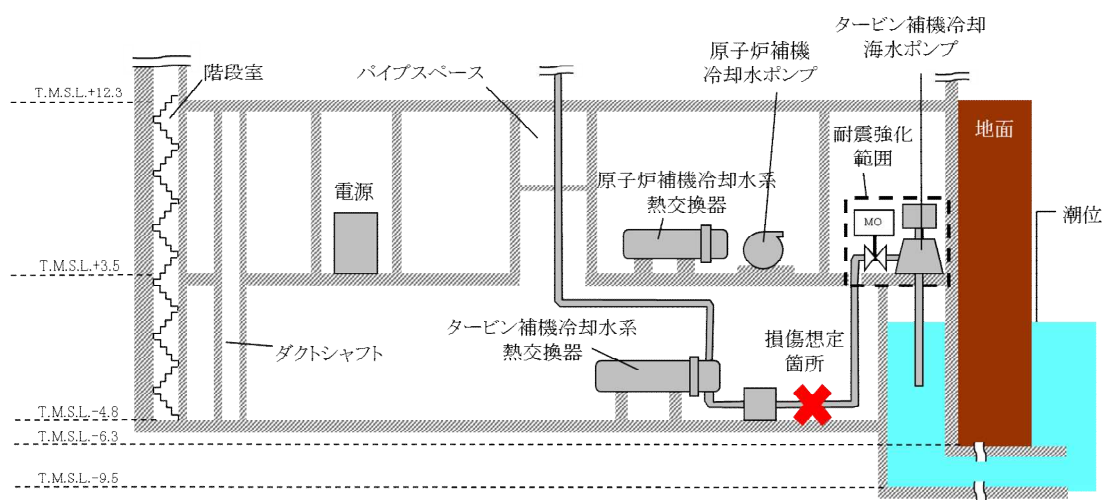 タービン補機冷却
海水ポンプ
原子炉補機
冷却水ポンプ
階段室
パイプスペース
T.M.S.L.+12.3
地面
耐震強化
範囲
原子炉補機冷却水系
熱交換器
電源
MO
潮位
T.M.S.L.+3.5
タービン補機冷却水系
熱交換器
損傷想定
箇所
ダクトシャフト
T.M.S.L.-4.8
T.M.S.L.-6.3
T.M.S.L.-9.5